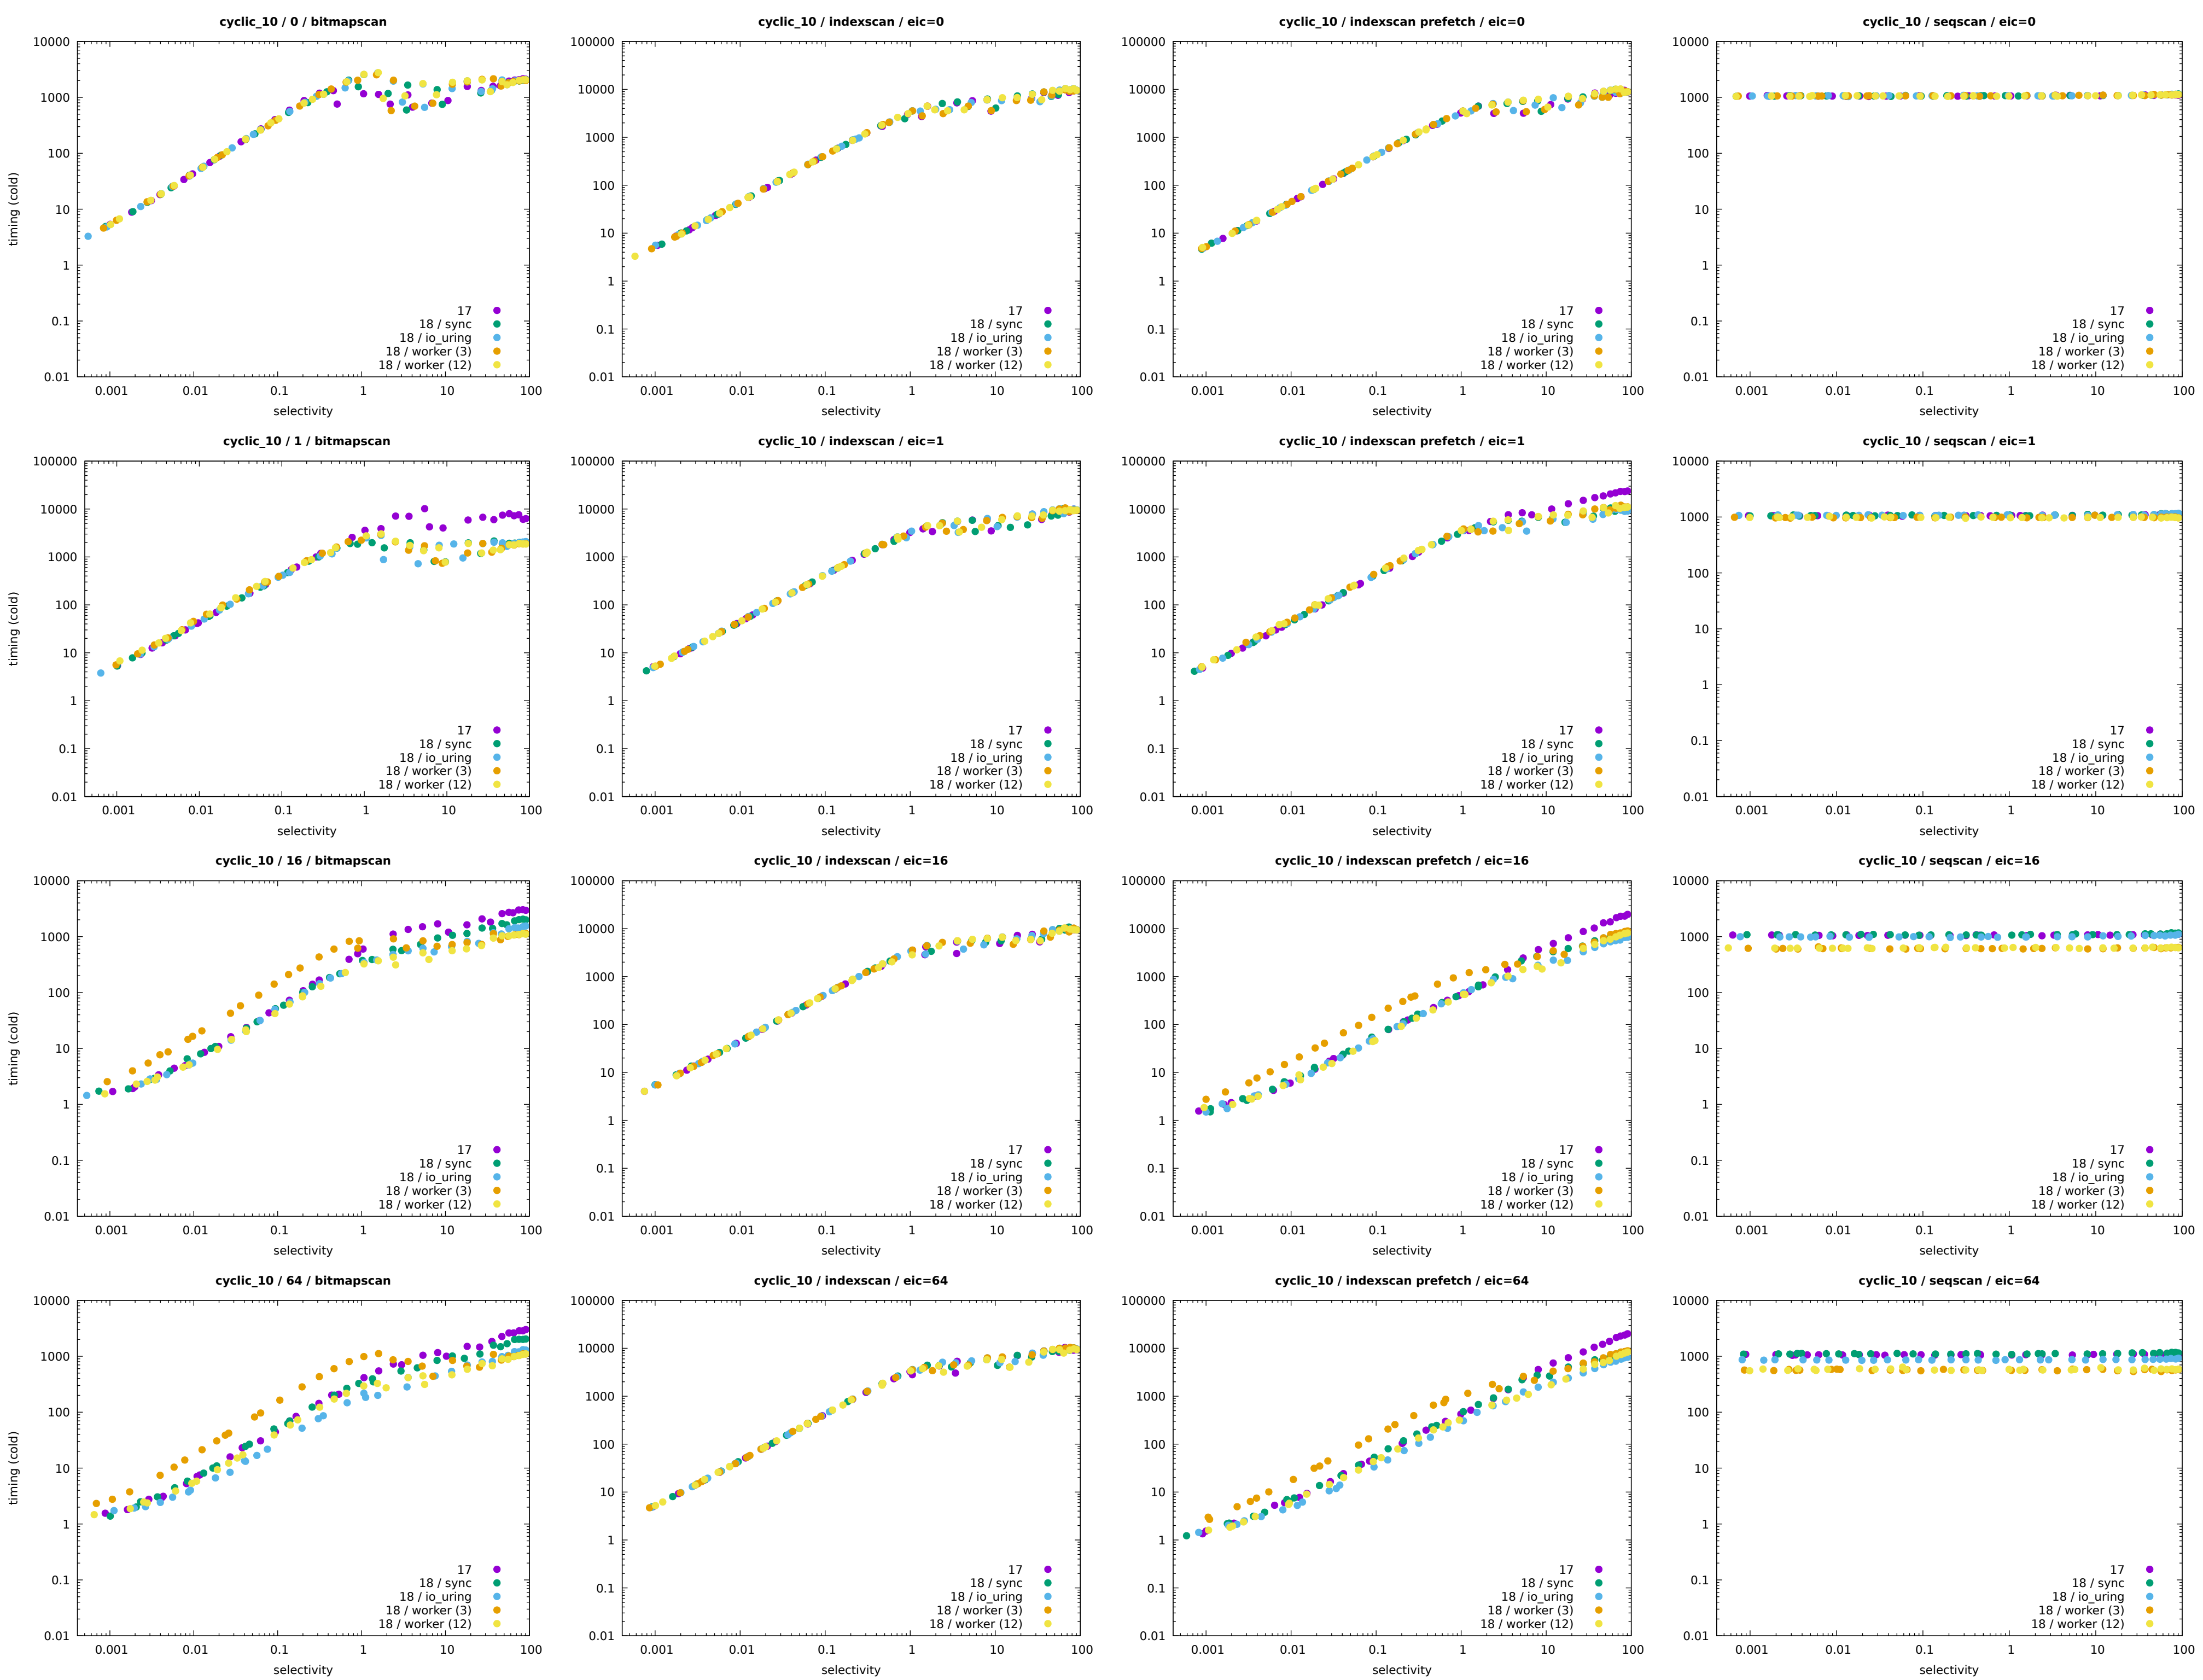 cyclic_10 / 0 / bitmapscan
10000
1000
100
10
1
0.1
0.01
timing (cold)
17
18 / sync
18 / io_uring
18 / worker (3)
18 / worker (12)
0.001 0.01 0.1 1 10 100
selectivity
cyclic_10 / indexscan / eic=0
100000
10000
1000
100
10
1
0.1
0.01
17
18 / sync
18 / io_uring
18 / worker (3)
18 / worker (12)
0.001 0.01 0.1 1 10 100
selectivity
cyclic_10 / indexscan prefetch / eic=0
100000
10000
1000
100
10
1
0.1
0.01
17
18 / sync
18 / io_uring
18 / worker (3)
18 / worker (12)
0.001 0.01 0.1 1 10 100
selectivity
cyclic_10 / seqscan / eic=0
10000
1000
100
10
1
0.1
0.01
17
18 / sync
18 / io_uring
18 / worker (3)
18 / worker (12)
0.001 0.01 0.1 1 10 100
selectivity
cyclic_10 / 1 / bitmapscan
100000
10000
1000
100
10
1
0.1
0.01
timing (cold)
17
18 / sync
18 / io_uring
18 / worker (3)
18 / worker (12)
0.001 0.01 0.1 1 10 100
selectivity
cyclic_10 / indexscan / eic=1
100000
10000
1000
100
10
1
0.1
0.01
17
18 / sync
18 / io_uring
18 / worker (3)
18 / worker (12)
0.001 0.01 0.1 1 10 100
selectivity
cyclic_10 / indexscan prefetch / eic=1
100000
10000
1000
100
10
1
0.1
0.01
17
18 / sync
18 / io_uring
18 / worker (3)
18 / worker (12)
0.001 0.01 0.1 1 10 100
selectivity
cyclic_10 / seqscan / eic=1
10000
1000
100
10
1
0.1
0.01
17
18 / sync
18 / io_uring
18 / worker (3)
18 / worker (12)
0.001 0.01 0.1 1 10 100
selectivity
cyclic_10 / 16 / bitmapscan
10000
1000
100
10
1
0.1
0.01
timing (cold)
17
18 / sync
18 / io_uring
18 / worker (3)
18 / worker (12)
0.001 0.01 0.1 1 10 100
selectivity
cyclic_10 / indexscan / eic=16
100000
10000
1000
100
10
1
0.1
0.01
17
18 / sync
18 / io_uring
18 / worker (3)
18 / worker (12)
0.001 0.01 0.1 1 10 100
selectivity
cyclic_10 / indexscan prefetch / eic=16
100000
10000
1000
100
10
1
0.1
0.01
17
18 / sync
18 / io_uring
18 / worker (3)
18 / worker (12)
0.001 0.01 0.1 1 10 100
selectivity
cyclic_10 / seqscan / eic=16
10000
1000
100
10
1
0.1
0.01
17
18 / sync
18 / io_uring
18 / worker (3)
18 / worker (12)
0.001 0.01 0.1 1 10 100
selectivity
cyclic_10 / 64 / bitmapscan
10000
1000
100
10
1
0.1
0.01
timing (cold)
17
18 / sync
18 / io_uring
18 / worker (3)
18 / worker (12)
0.001 0.01 0.1 1 10 100
selectivity
cyclic_10 / indexscan / eic=64
100000
10000
1000
100
10
1
0.1
0.01
17
18 / sync
18 / io_uring
18 / worker (3)
18 / worker (12)
0.001 0.01 0.1 1 10 100
selectivity
cyclic_10 / indexscan prefetch / eic=64
100000
10000
1000
100
10
1
0.1
0.01
17
18 / sync
18 / io_uring
18 / worker (3)
18 / worker (12)
0.001 0.01 0.1 1 10 100
selectivity
cyclic_10 / seqscan / eic=64
10000
1000
100
10
1
0.1
0.01
17
18 / sync
18 / io_uring
18 / worker (3)
18 / worker (12)
0.001 0.01 0.1 1 10 100
selectivity